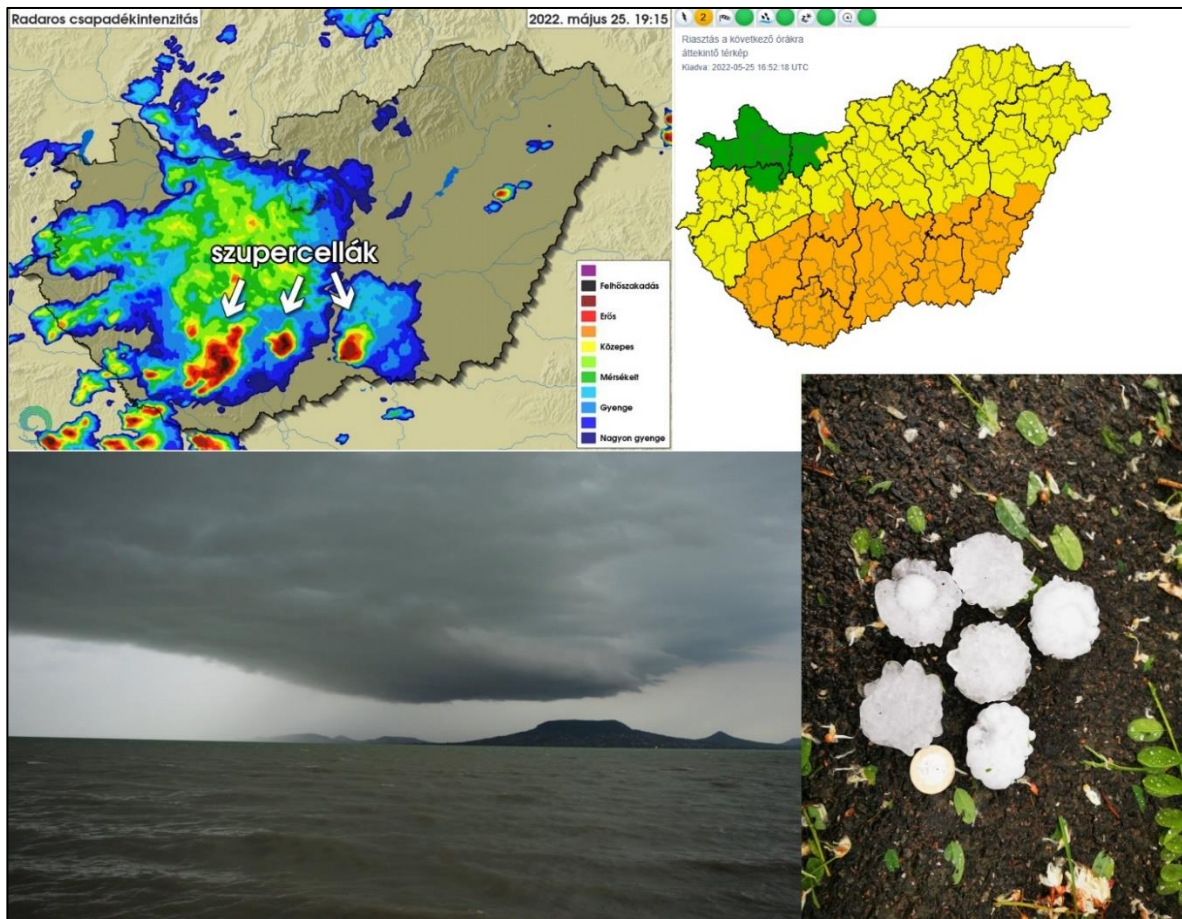 Radaros csapadékintenzitás
2022. május 25. 19:15
szupercellák
Felhőszakadás
Erős
Közepes
Mérsékelt
Gyenge
Nagyon gyenge
2
Riasztás a következő órákra
áttekintő térkép
Kiadva: 2022-05-25 16:52:18 UTC